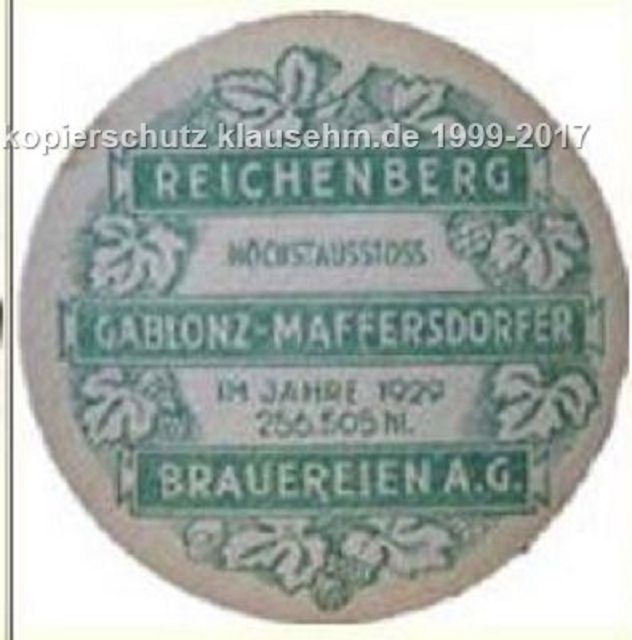 kopierschutz klausehm.de 1999-2017
REICHENBERG
HÖCHSTAUSSTOSS
GABLONZ-MAFFERSDORFER
IM JAHRE 1929
256.505 hl.
BRAUEREIEN A.G.